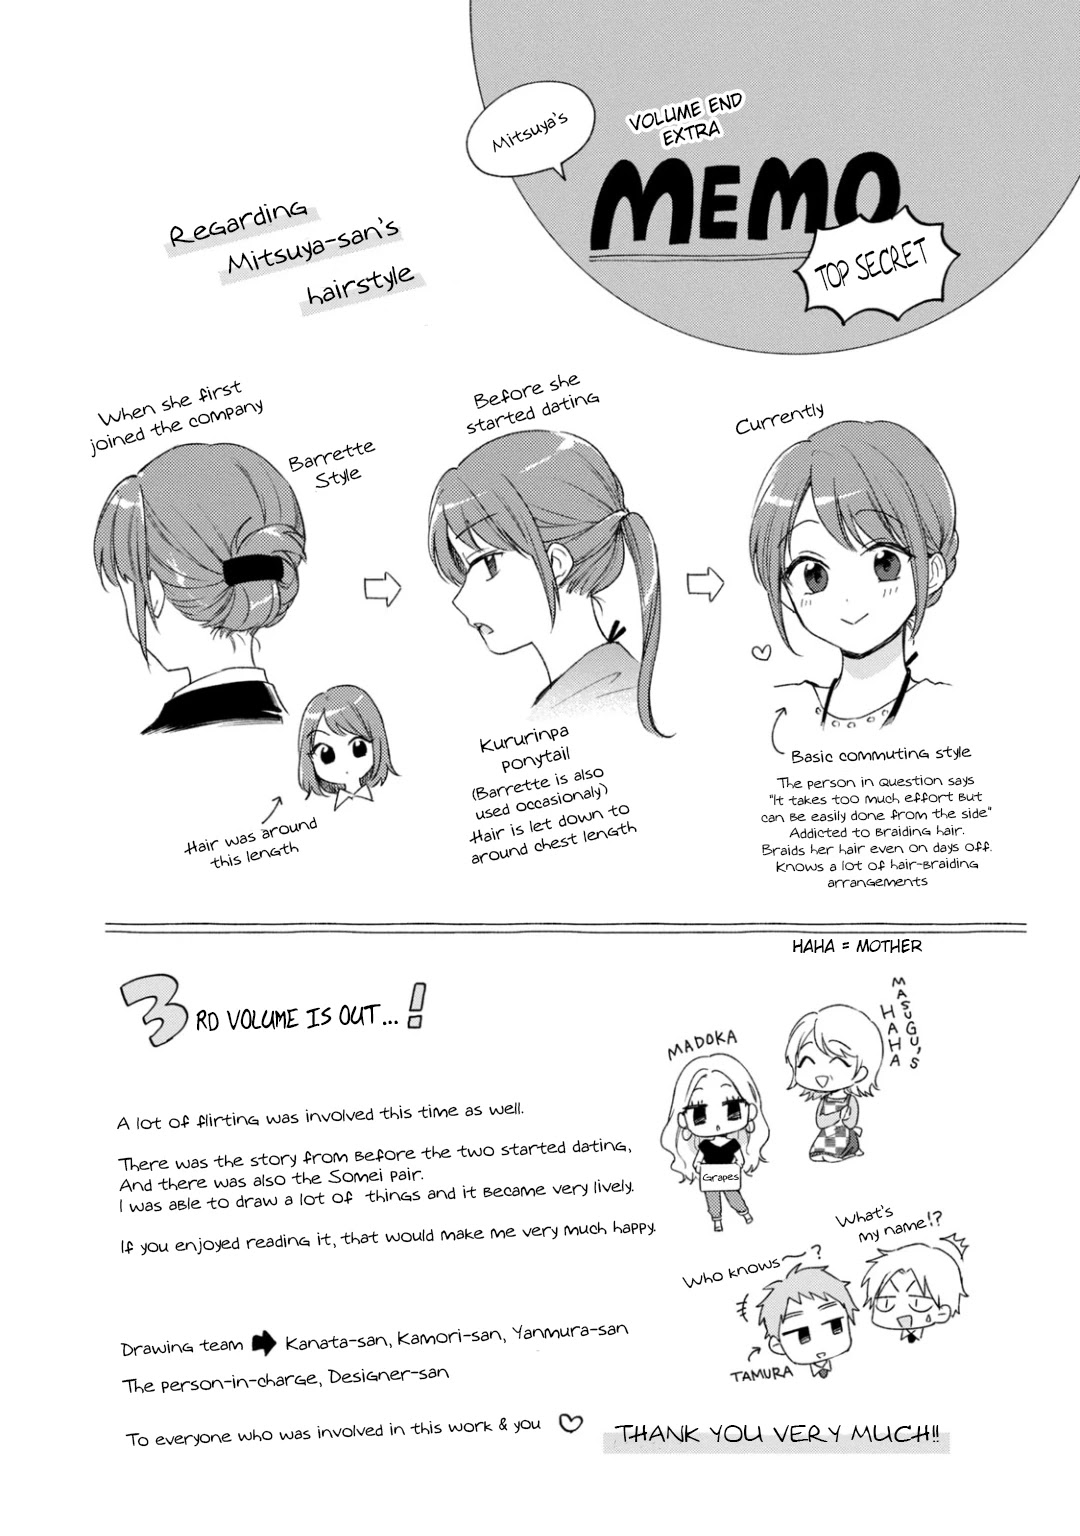 Mitsuya's
VOLUME END
EXTRA
MEMO
TOP SECRET
Regarding
Mitsuya-san's
hairstyle
When she first
joined the company
Barrette
Style
Hair was around
this length
Before she
started dating
Kururinpa
ponytail
(Barrette is also
used occasionaly)
Hair is let down to
around chest length
Currently
Basic commuting style
The person in question says
"It takes too much effort but
can be easily done from the side"
Addicted to braiding hair.
Braids her hair even on days off.
Knows a lot of hair-braiding
arrangements
HAHA = MOTHER
3RD VOLUME IS OUT...!
MASUGU'S
HAHA
MADOKA
Grapes
A lot of flirting was involved this time as well.
There was the story from before the two started dating,
And there was also the Somei pair.
I was able to draw a lot of things and it became very lively.
If you enjoyed reading it, that would make me very much happy.
What's
my name!?
Who knows~?
TAMURA
Drawing team ➡ Kanata-san, Kamori-san, Yanmura-san
The person-in-charge, Designer-san
To everyone who was involved in this work & you ♡ THANK YOU VERY MUCH!!